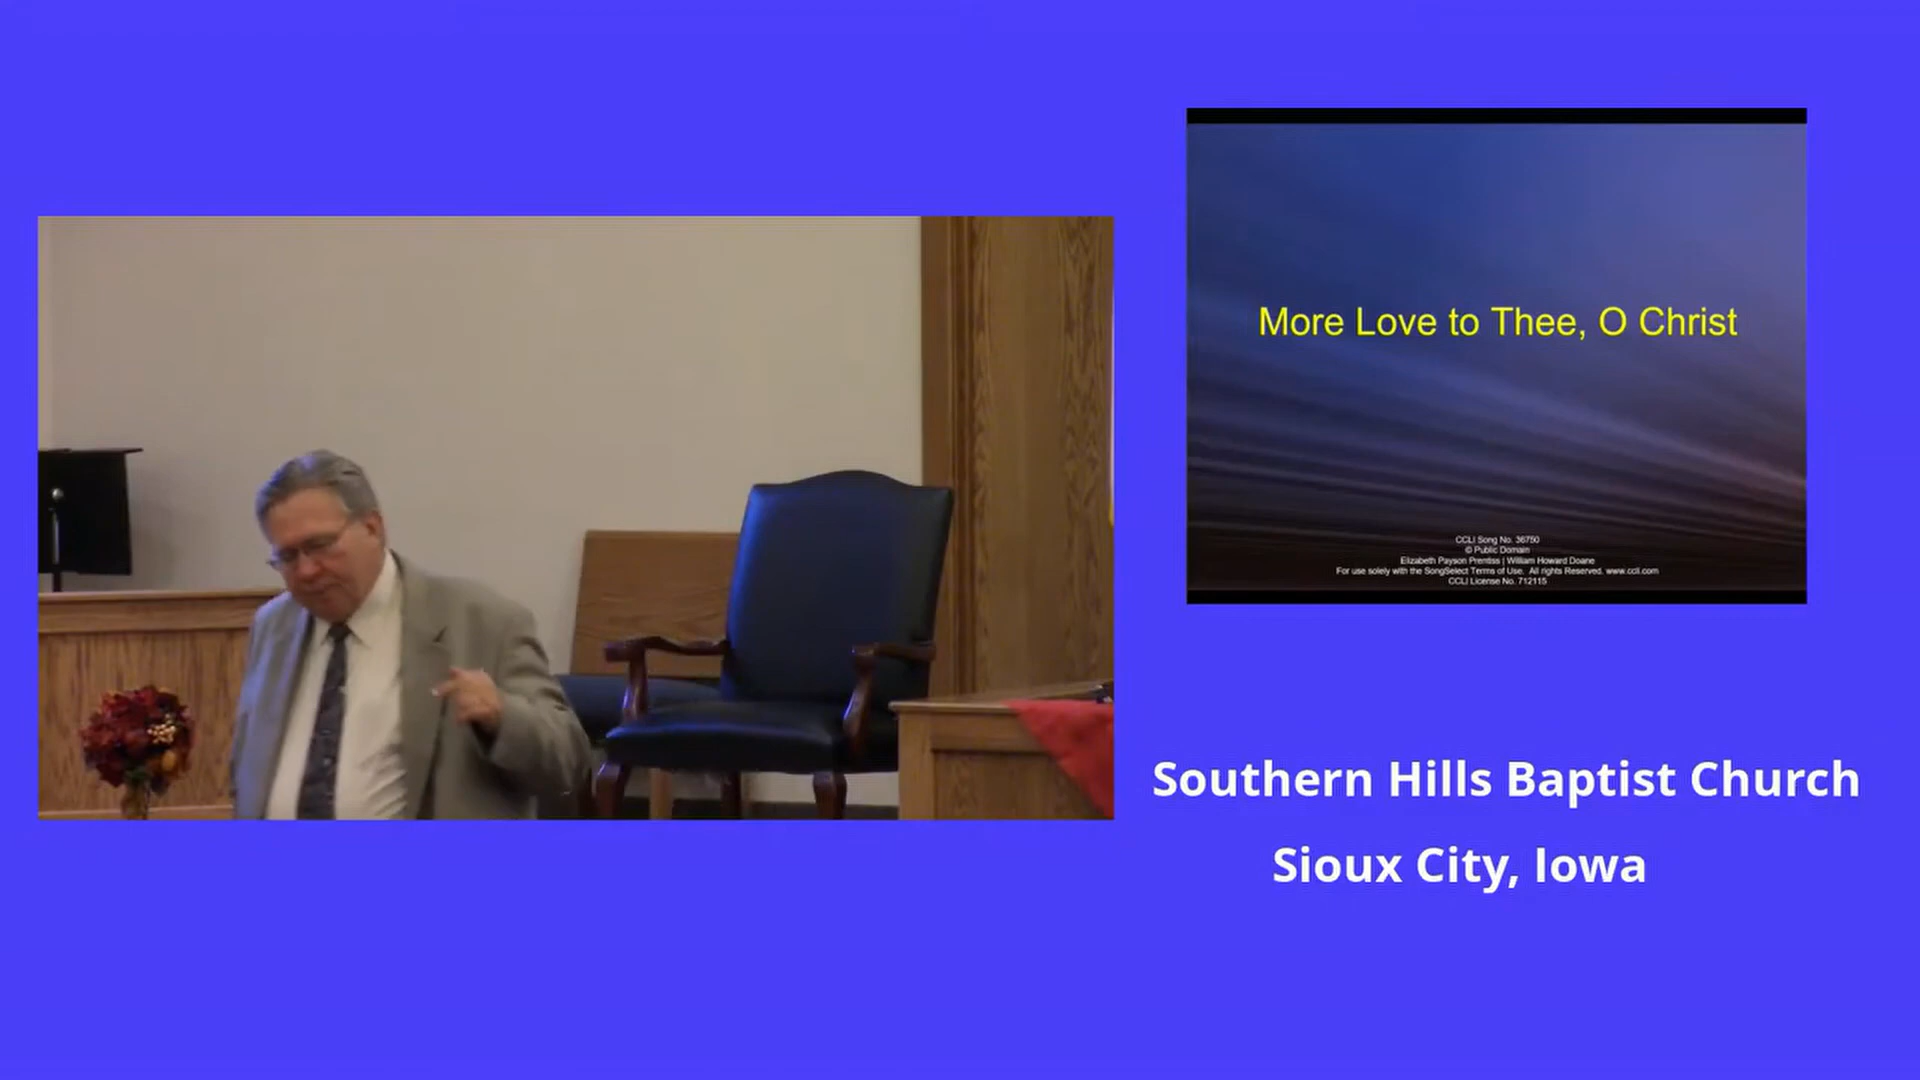 More Love to Thee, O Christ
CCLI Song No. 36750
© Public Domain
Elizabeth Payson Prentiss | William Howard Doane
For use solely with the SongSelect Terms of Use. All rights Reserved. www.ccli.com
CCLI License No. 712115
Southern Hills Baptist Church
Sioux City, Iowa